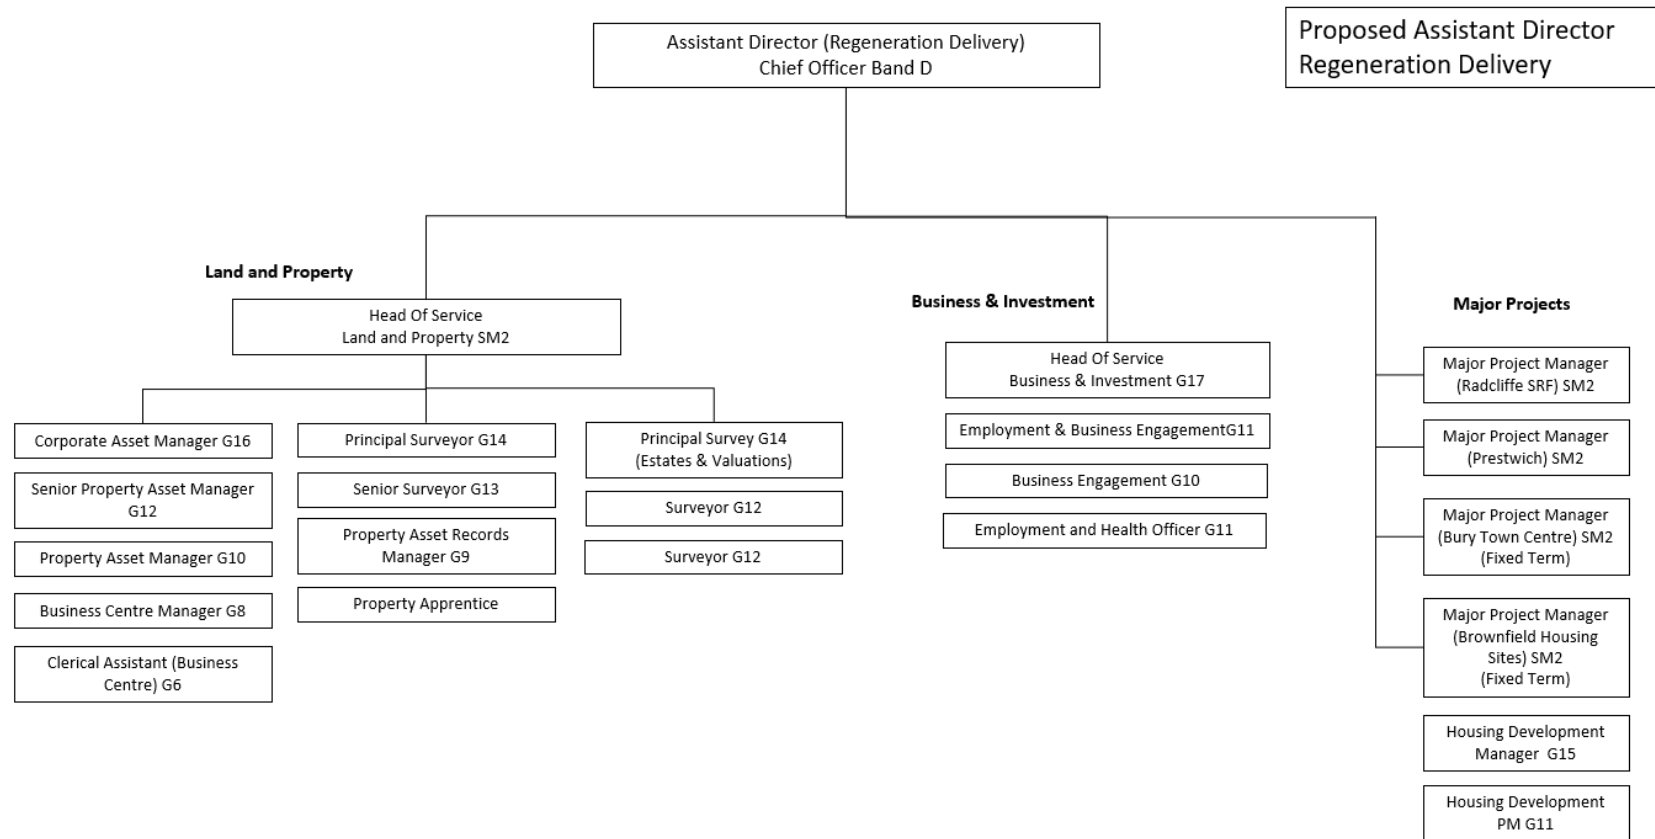 Assistant Director (Regeneration Delivery)
Chief Officer Band D
Proposed Assistant Director
Regeneration Delivery
Land and Property
Head Of Service
Land and Property SM2
Corporate Asset Manager G16
Senior Property Asset Manager
G12
Property Asset Manager G10
Business Centre Manager G8
Clerical Assistant (Business
Centre) G6
Principal Surveyor G14
Senior Surveyor G13
Property Asset Records
Manager G9
Property Apprentice
Principal Survey G14
(Estates & Valuations)
Surveyor G12
Surveyor G12
Business & Investment
Head Of Service
Business & Investment G17
Employment & Business EngagementG11
Business Engagement G10
Employment and Health Officer G11
Major Projects
Major Project Manager
(Radcliffe SRF) SM2
Major Project Manager
(Prestwich) SM2
Major Project Manager
(Bury Town Centre) SM2
(Fixed Term)
Major Project Manager
(Brownfield Housing
Sites) SM2
(Fixed Term)
Housing Development
Manager  G15
Housing Development
PM G11